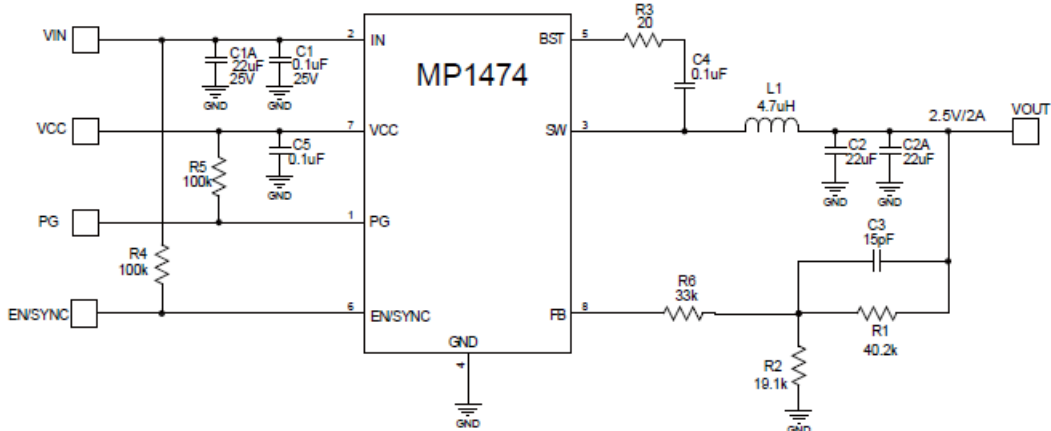 VIN
2
IN
C1A
22uF
25V
GND
C1
0.1uF
25V
GND
MP1474
BST
5
R3
20
C4
0.1uF
VCC
7
VCC
C5
0.1uF
GND
R5
100k
SW
3
L1
4.7uH
2.5V/2A
VOUT
C2
22uF
GND
C2A
22uF
GND
PG
1
PG
R4
100k
C3
15pF
EN/SYNC
6
EN/SYNC
GND
4
GND
FB
8
R6
33k
R1
40.2k
R2
19.1k
GND